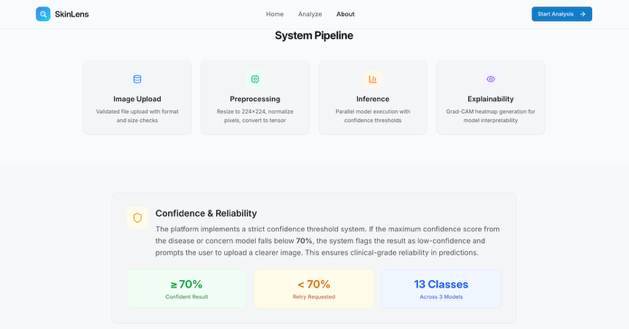 SkinLens
Home
Analyze
About
Start Analysis
System Pipeline
Image Upload
Validated file upload with format
and size checks
Preprocessing
Resize to 224×224, normalize
pixels, convert to tensor
Inference
Parallel model execution with
confidence thresholds
Explainability
Grad-CAM heatmap generation for
model interpretability
Confidence & Reliability
The platform implements a strict confidence threshold system. If the maximum confidence score from
the disease or concern model falls below 70%, the system flags the result as low-confidence and
prompts the user to upload a clearer image. This ensures clinical-grade reliability in predictions.
≥ 70%
Confident Result
< 70%
Retry Requested
13 Classes
Across 3 Models